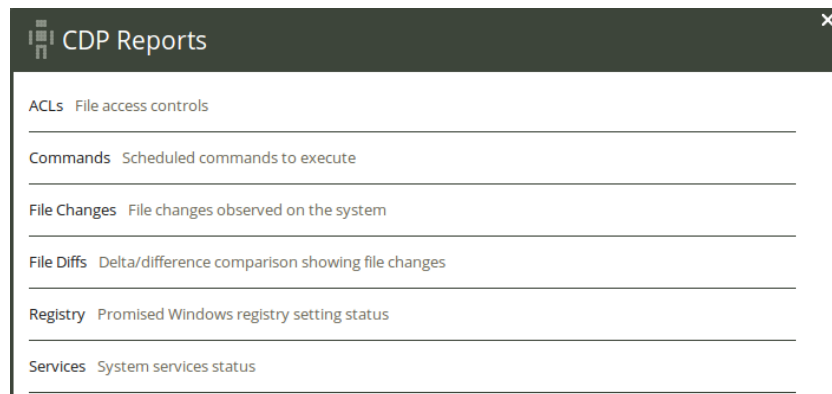 CDP Reports
ACLs File access controls
Commands Scheduled commands to execute
File Changes File changes observed on the system
File Diffs Delta/difference comparison showing file changes
Registry Promised Windows registry setting status
Services System services status